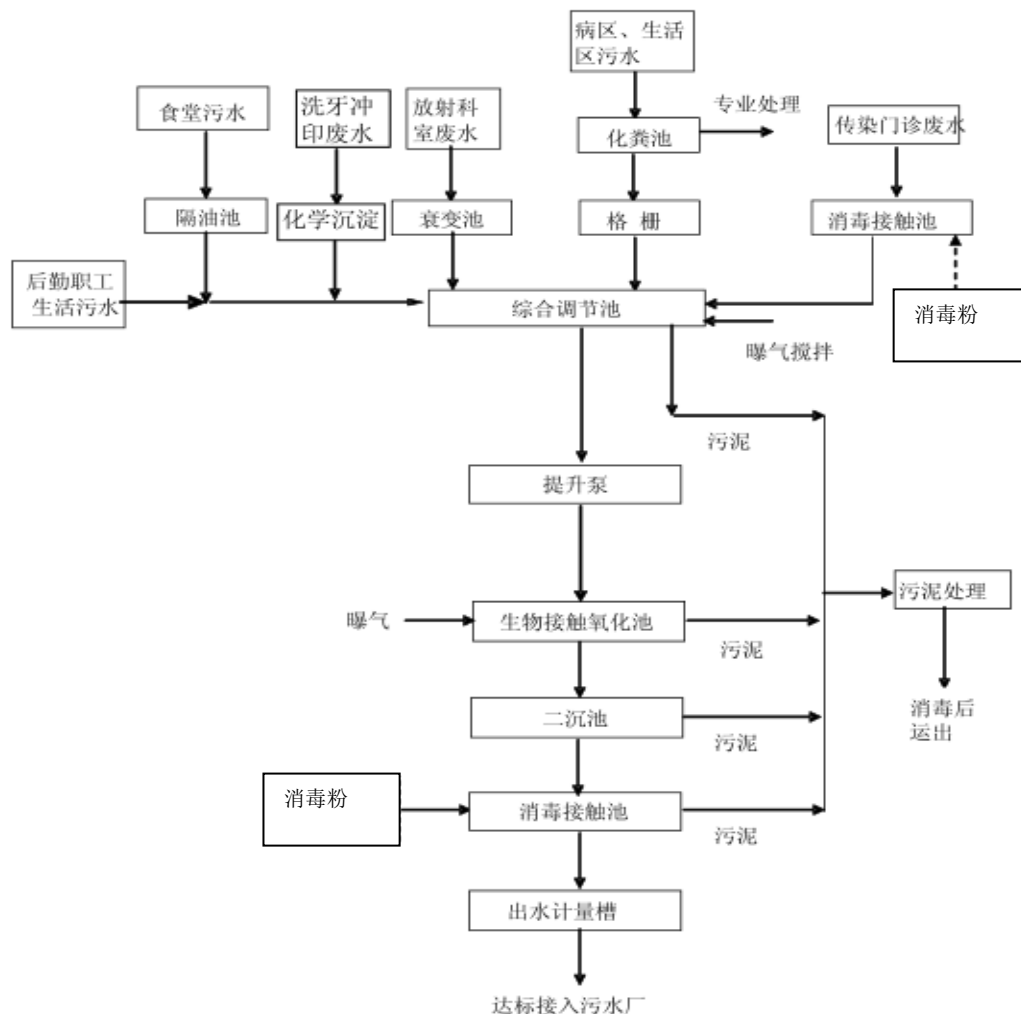 病区、生活
区污水
食堂污水
洗牙冲
印废水
放射科
室废水
专业处理
传染门诊废水
化粪池
隔油池
化学沉淀
衰变池
格 栅
消毒接触池
后勤职工
生活污水
综合调节池
消毒粉
曝气搅拌
污泥
提升泵
污泥处理
曝气
生物接触氧化池
污泥
消毒后
运出
二沉池
污泥
消毒粉
消毒接触池
污泥
出水计量槽
达标接入污水厂